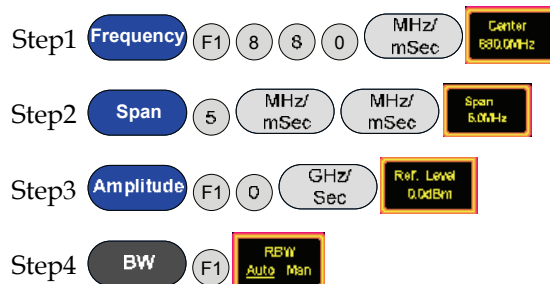 Step1 Frequency F1 8 8 0 MHz/ mSec Center 880.0MHz
Step2 Span 5 MHz/ mSec MHz/ mSec Span 5.0MHz
Step3 Amplitude F1 0 GHz/ Sec Ref. Level 0.0dBm
Step4 BW F1 RBW Auto Man